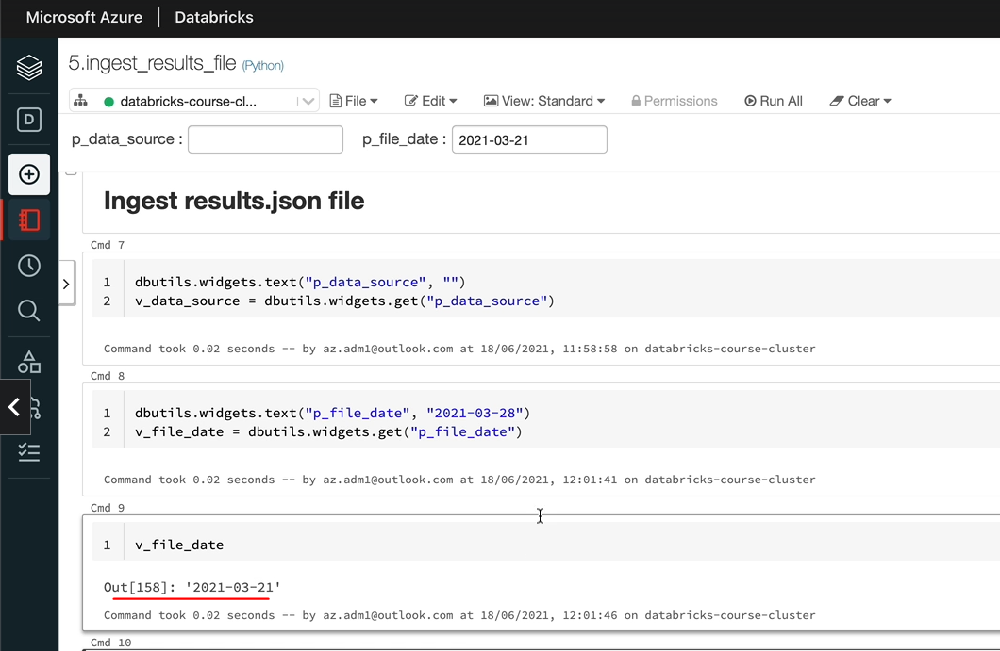 Microsoft Azure | Databricks
5.ingest_results_file (Python)
databricks-course-cl... File Edit View: Standard Permissions Run All Clear
p_data_source : p_file_date : 2021-03-21
D
Ingest results.json file
Cmd 7
1 dbutils.widgets.text("p_data_source", "")
2 v_data_source = dbutils.widgets.get("p_data_source")
Command took 0.02 seconds -- by az.adm1@outlook.com at 18/06/2021, 11:58:58 on databricks-course-cluster
Cmd 8
1 dbutils.widgets.text("p_file_date", "2021-03-28")
2 v_file_date = dbutils.widgets.get("p_file_date")
Command took 0.02 seconds -- by az.adm1@outlook.com at 18/06/2021, 12:01:41 on databricks-course-cluster
Cmd 9
1 v_file_date
Out[158]: '2021-03-21'
Command took 0.02 seconds -- by az.adm1@outlook.com at 18/06/2021, 12:01:46 on databricks-course-cluster
Cmd 10